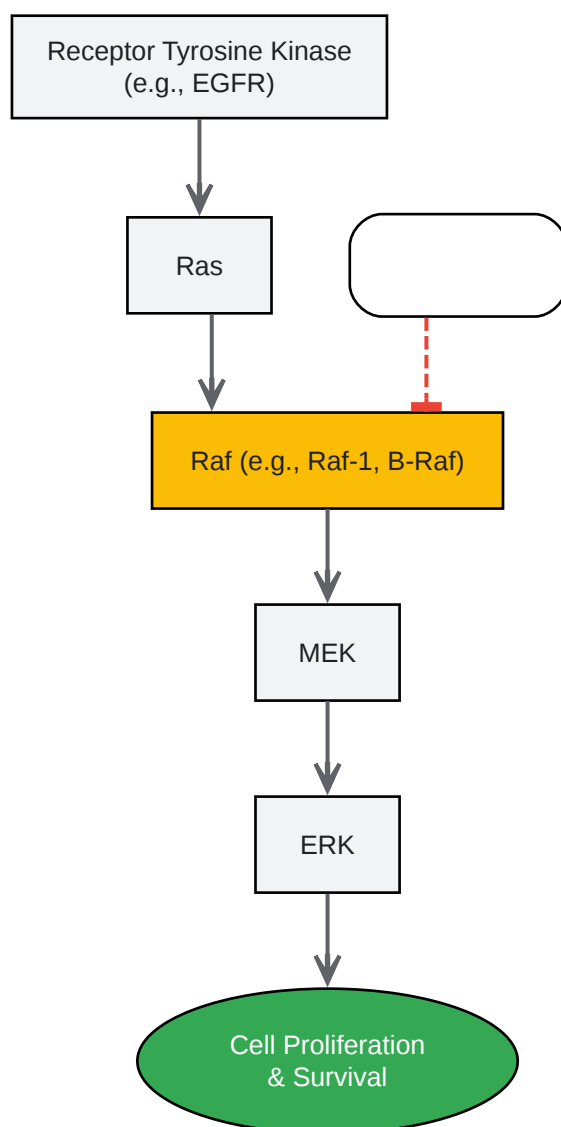 Receptor Tyrosine Kinase
(e.g., EGFR)
Ras
Raf (e.g., Raf-1, B-Raf)
MEK
ERK
Cell Proliferation
& Survival